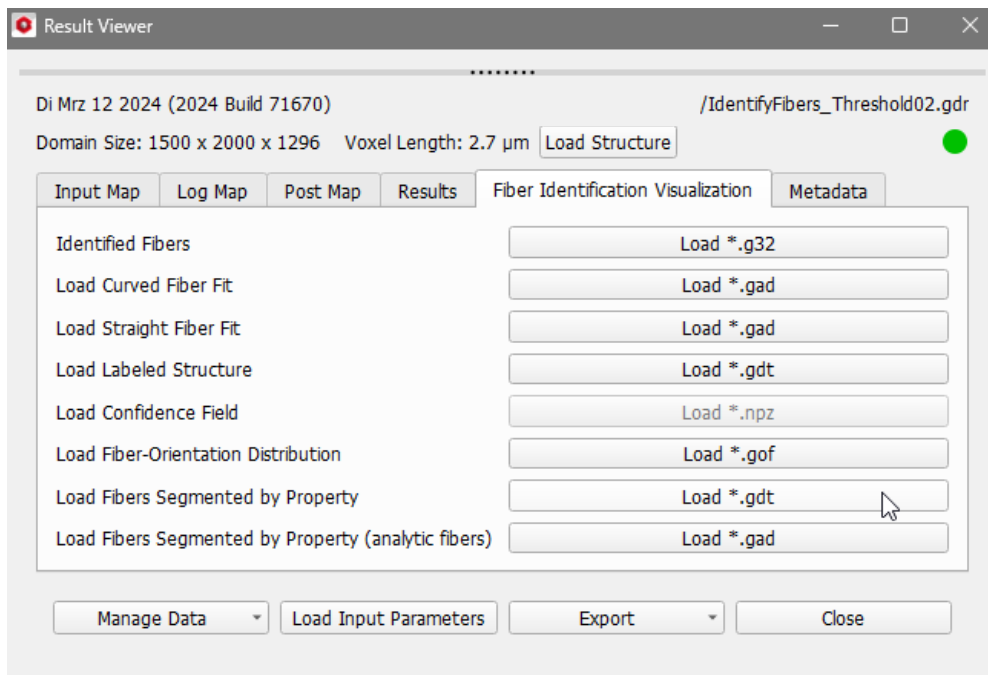 Result Viewer
Di Mrz 12 2024 (2024 Build 71670) /IdentifyFibers_Threshold02.gdr
Domain Size: 1500 x 2000 x 1296 Voxel Length: 2.7 µm Load Structure
Input Map Log Map Post Map Results Fiber Identification Visualization Metadata
Identified Fibers Load *.g32
Load Curved Fiber Fit Load *.gad
Load Straight Fiber Fit Load *.gad
Load Labeled Structure Load *.gdt
Load Confidence Field Load *.npz
Load Fiber-Orientation Distribution Load *.gof
Load Fibers Segmented by Property Load *.gdt
Load Fibers Segmented by Property (analytic fibers) Load *.gad
Manage Data Load Input Parameters Export Close